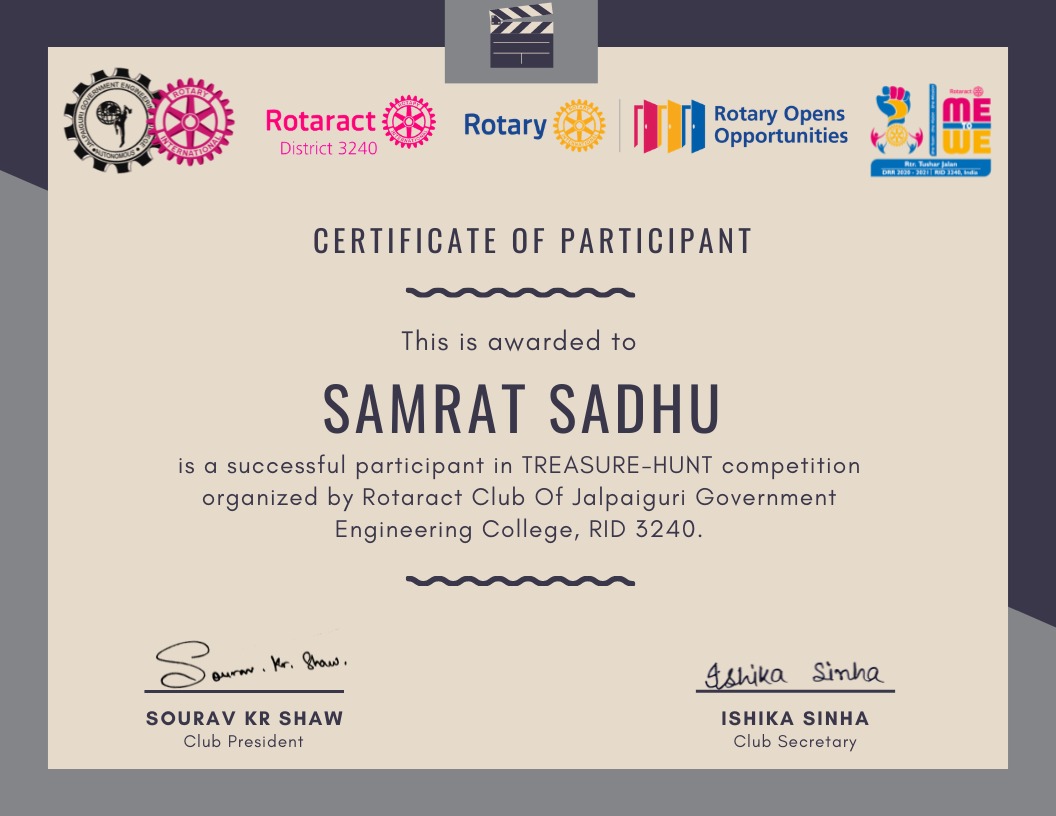 JALPAIGURI GOVERNMENT ENGINEERING
AUTONOMOUS
ROTARY
INTERNATIONAL
Rotaract
District 3240
Rotary
Rotary Opens
Opportunities
Rotaract
ME
TO
WE
Rtr. Tushar Jalan
DRR 2020 - 2021 | RID 3240, India
CERTIFICATE OF PARTICIPANT
This is awarded to
SAMRAT SADHU
is a successful participant in TREASURE-HUNT competition
organized by Rotaract Club Of Jalpaiguri Government
Engineering College, RID 3240.
Sourav. Kr. Shaw.
Ishika Sinha
SOURAV KR SHAW
ISHIKA SINHA
Club President
Club Secretary